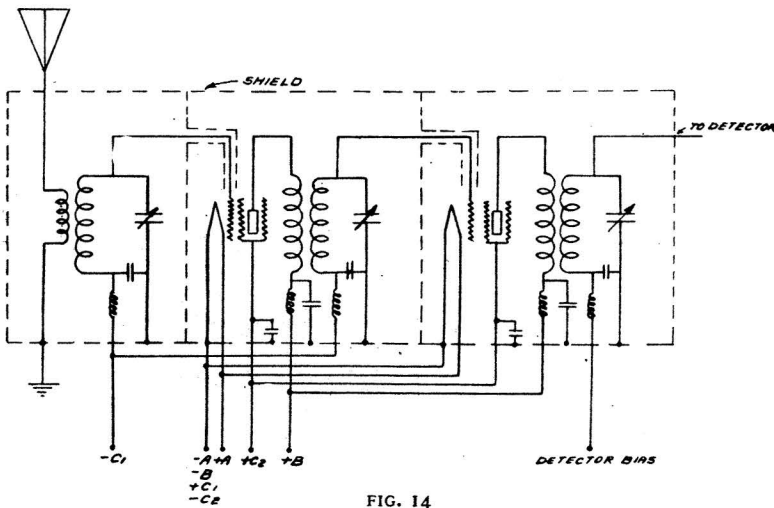 SHIELD
TO DETECTOR
-C1
-A +A
+C2
+B
-B
+C1
-C2
DETECTOR BIAS
FIG. 14